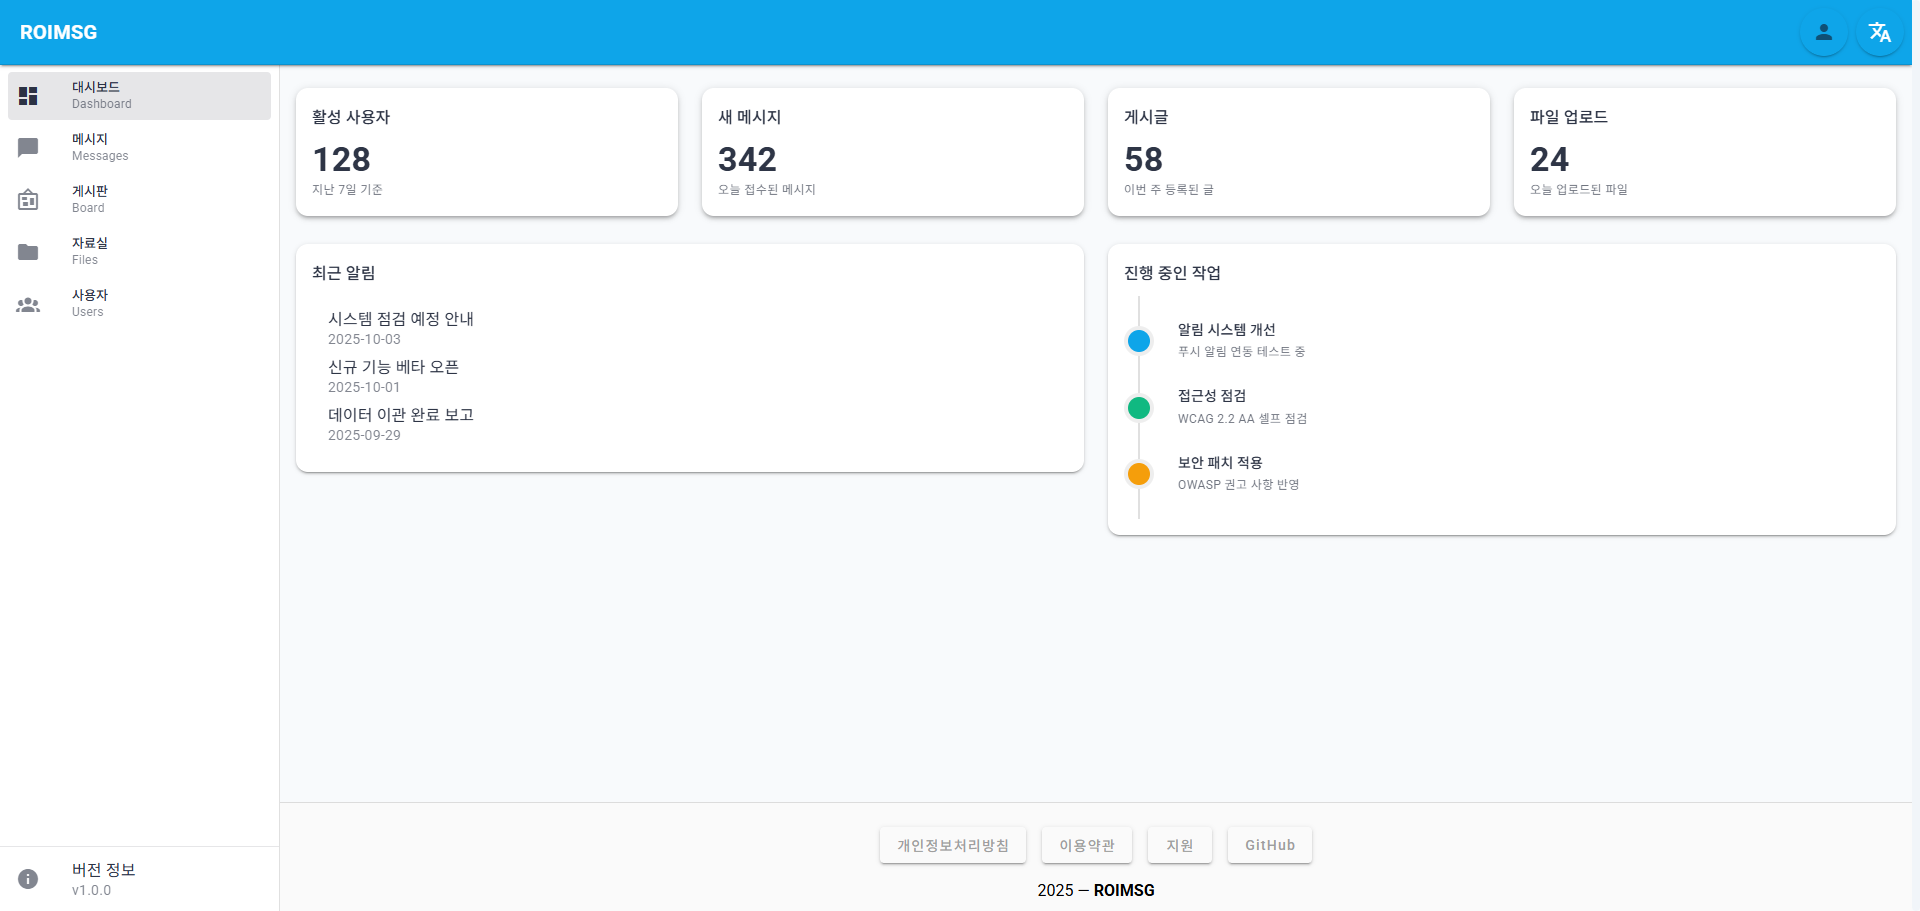 ROIMSG
대시보드
Dashboard
메시지
Messages
게시판
Board
자료실
Files
사용자
Users
버전 정보
v1.0.0
활성 사용자
128
지난 7일 기준
새 메시지
342
오늘 접수된 메시지
게시글
58
이번 주 등록된 글
파일 업로드
24
오늘 업로드된 파일
최근 알림
시스템 점검 예정 안내
2025-10-03
신규 기능 베타 오픈
2025-10-01
데이터 이관 완료 보고
2025-09-29
진행 중인 작업
알림 시스템 개선
푸시 알림 연동 테스트 중
접근성 점검
WCAG 2.2 AA 셀프 점검
보안 패치 적용
OWASP 권고 사항 반영
개인정보처리방침
이용약관
지원
GitHub
2025 — ROIMSG